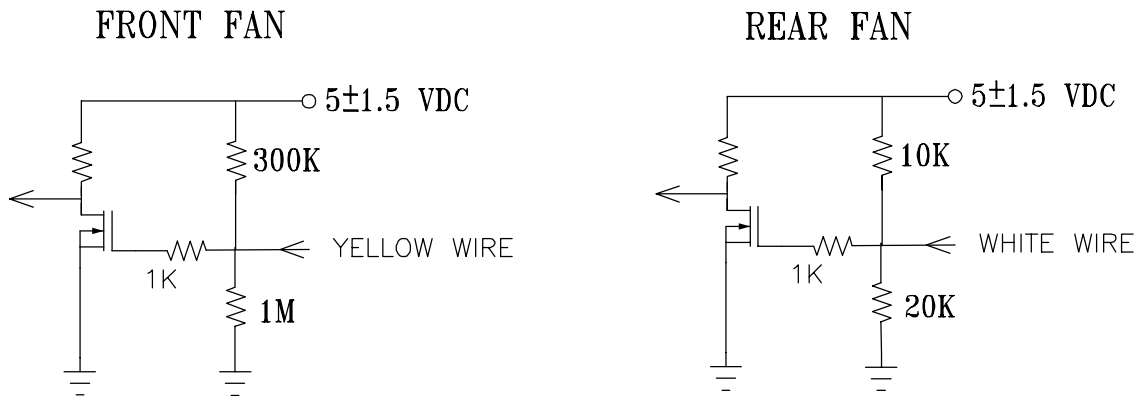 FRONT FAN
5±1.5 VDC
300K
YELLOW WIRE
1K
1M
REAR FAN
5±1.5 VDC
10K
WHITE WIRE
1K
20K